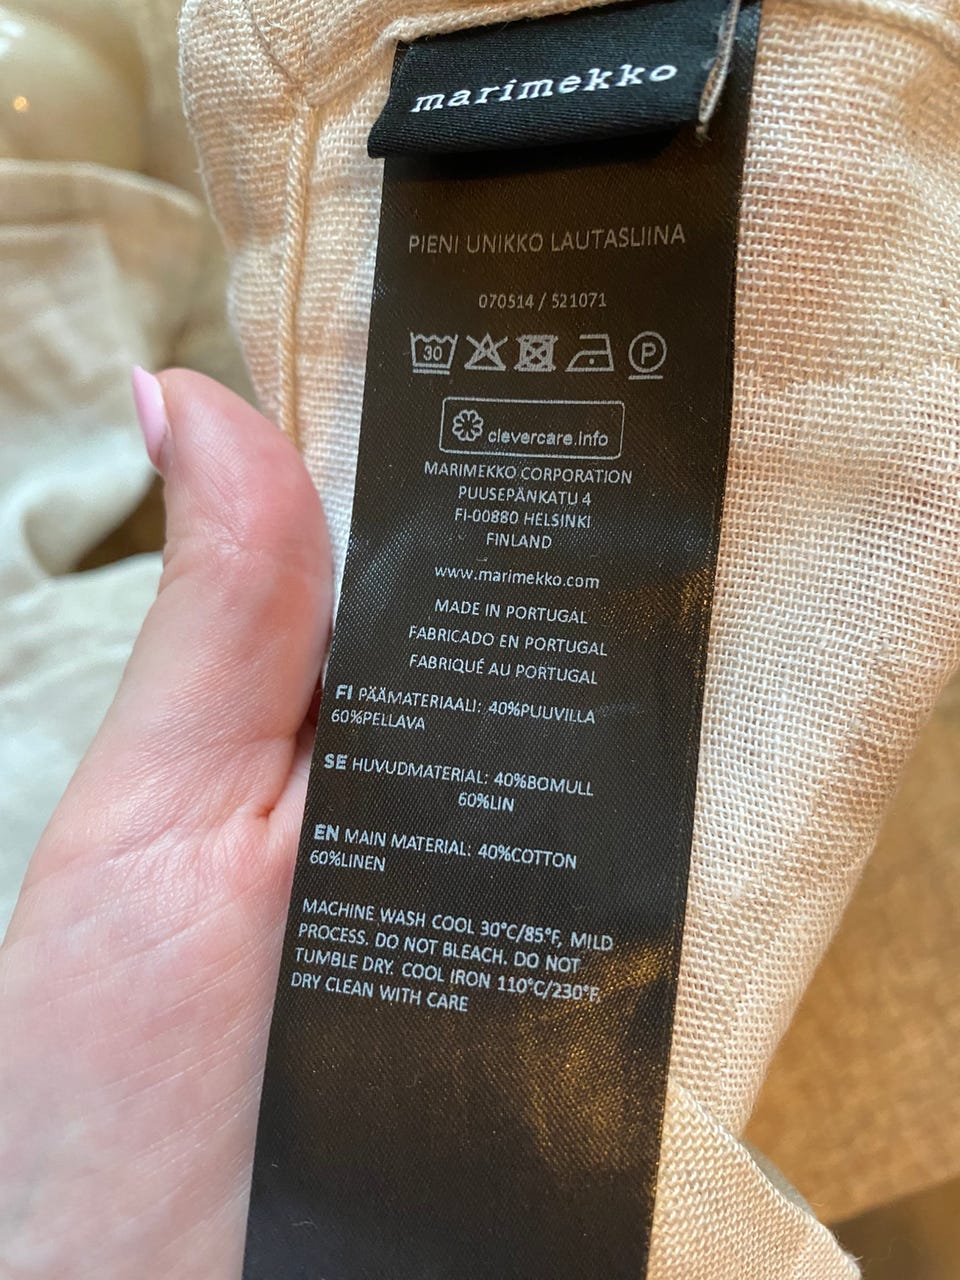 marimekko
PIENI UNIKKO LAUTASLIINA
070514 / 521071
30 P
clevercare.info
MARIMEKKO CORPORATION
PUUSEPÄNKATU 4
FI-00880 HELSINKI
FINLAND
www.marimekko.com
MADE IN PORTUGAL
FABRICADO EN PORTUGAL
FABRIQUÉ AU PORTUGAL
FI PÄÄMATERIAALI: 40%PUUVILLA
60%PELLAVA
SE HUVUDMATERIAL: 40%BOMULL
60%LIN
EN MAIN MATERIAL: 40%COTTON
60%LINEN
MACHINE WASH COOL 30°C/85°F, MILD
PROCESS. DO NOT BLEACH. DO NOT
TUMBLE DRY. COOL IRON 110°C/230°F.
DRY CLEAN WITH CARE